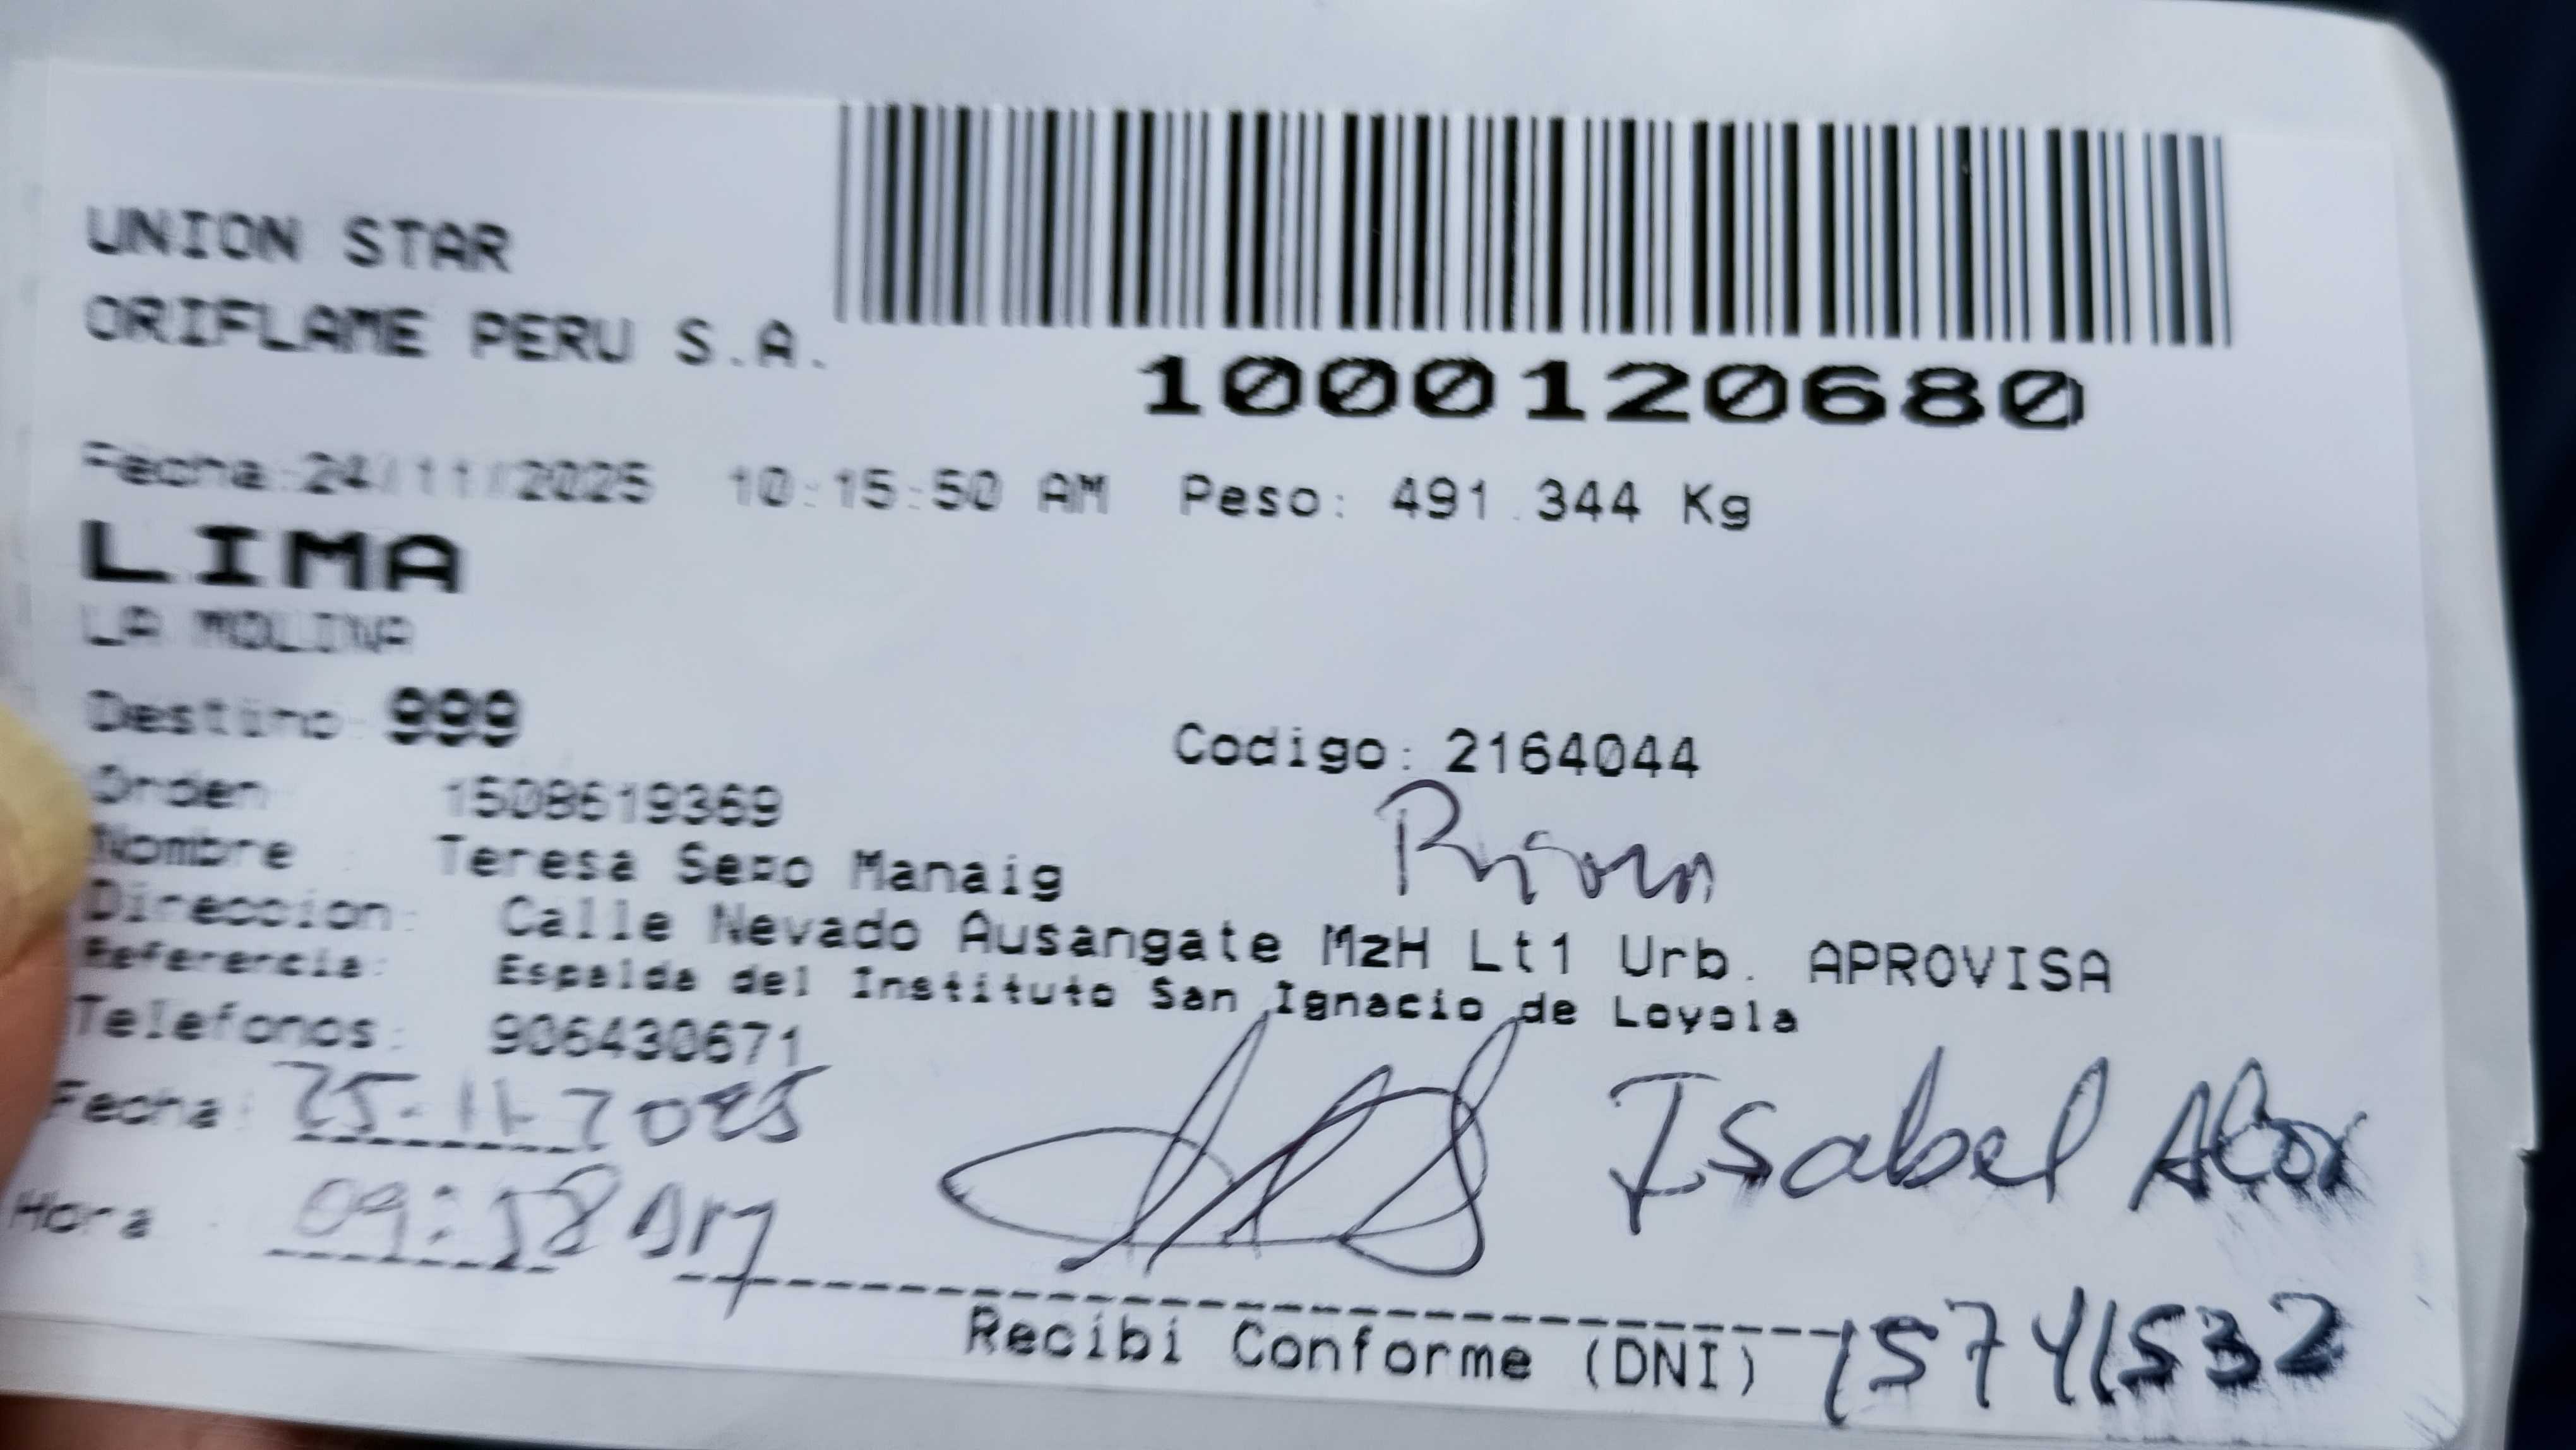 UNION STAR
ORIFLAME PERU S.A.
1000120680
Fecha:24/11/2025 10:15:50 AM Peso: 491.344 Kg
LIMA
LA MOLINA
Destino 999
Codigo: 2164044
Orden 1508619369
Nombre : Teresa Manaig
Direccion: Calle Nevado Ausangate MzH Lt1 Urb. APROVISA
Referencia: Espalda del Instituto San Ignacio de Loyola
Telefonos: 906430671
Fecha: 25-11-2025
Hora : 09:58 AM
Isabel
Recibi Conforme (DNI) 15741532